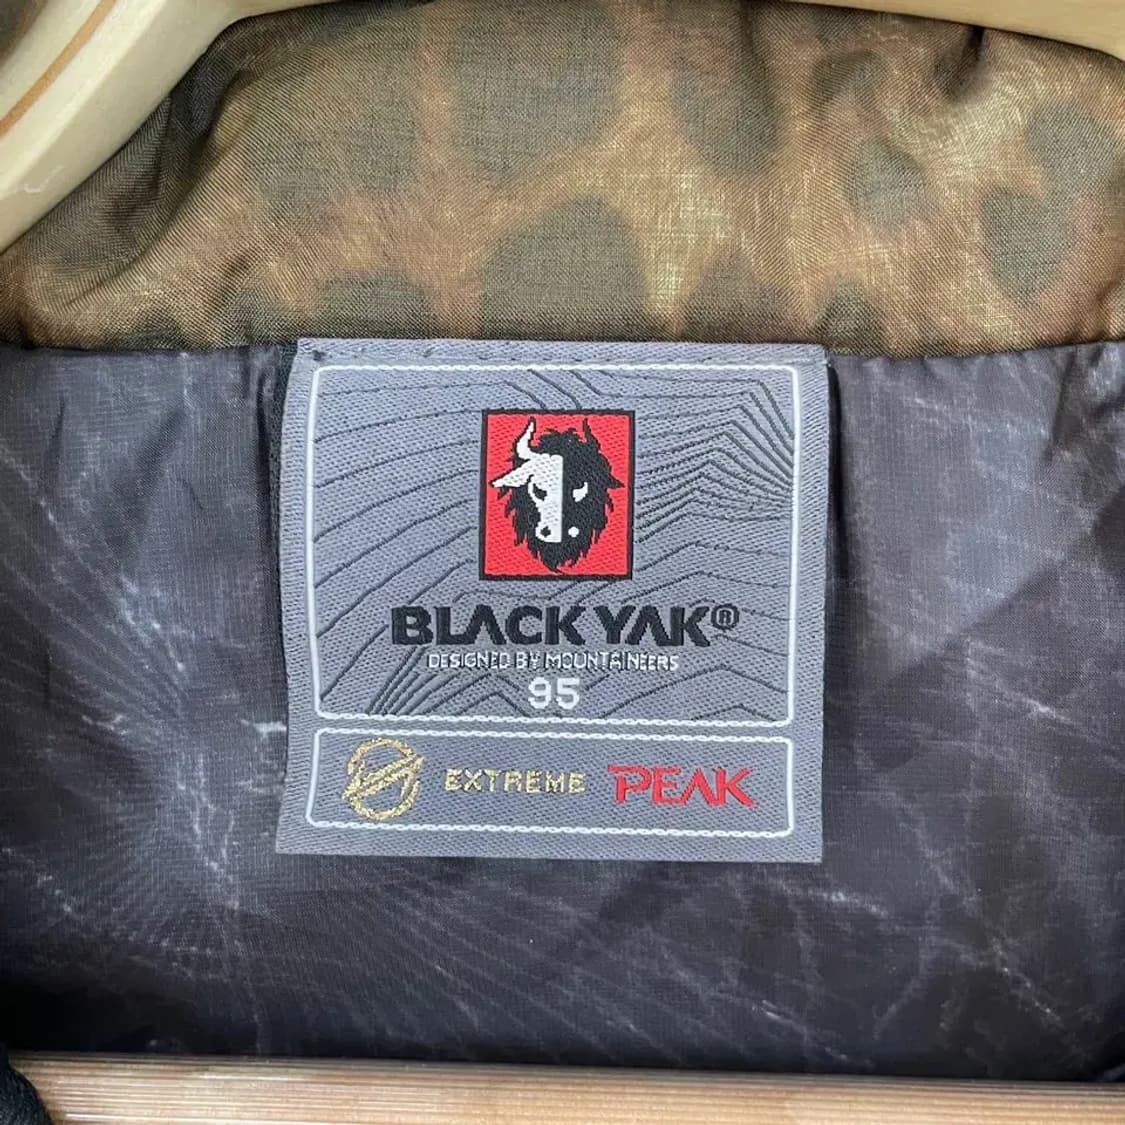 BLACK YAK®
DESIGNED BY MOUNTAINEERS
95
EXTREME PEAK